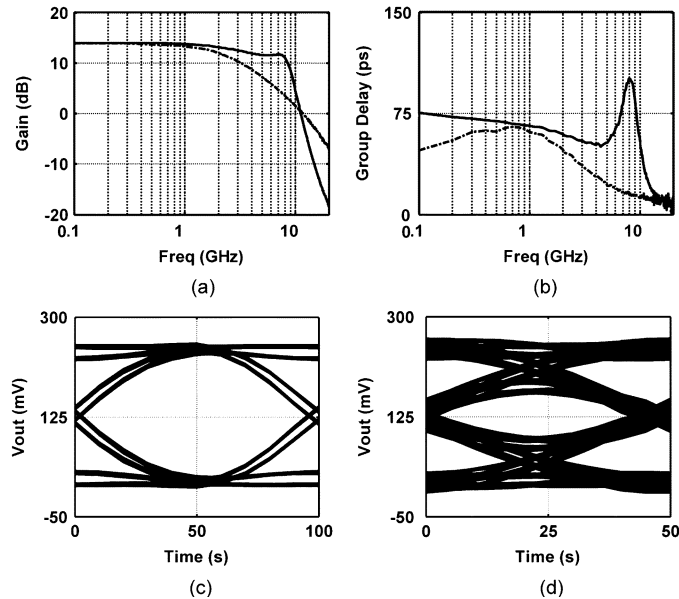 20
10
0
-10
-20
Gain (dB)
0.1
1
10
Freq (GHz)
(a)
150
75
0
Group Delay (ps)
0.1
1
10
Freq (GHz)
(b)
300
125
-50
Vout (mV)
0
50
100
Time (s)
(c)
300
125
-50
Vout (mV)
0
25
50
Time (s)
(d)